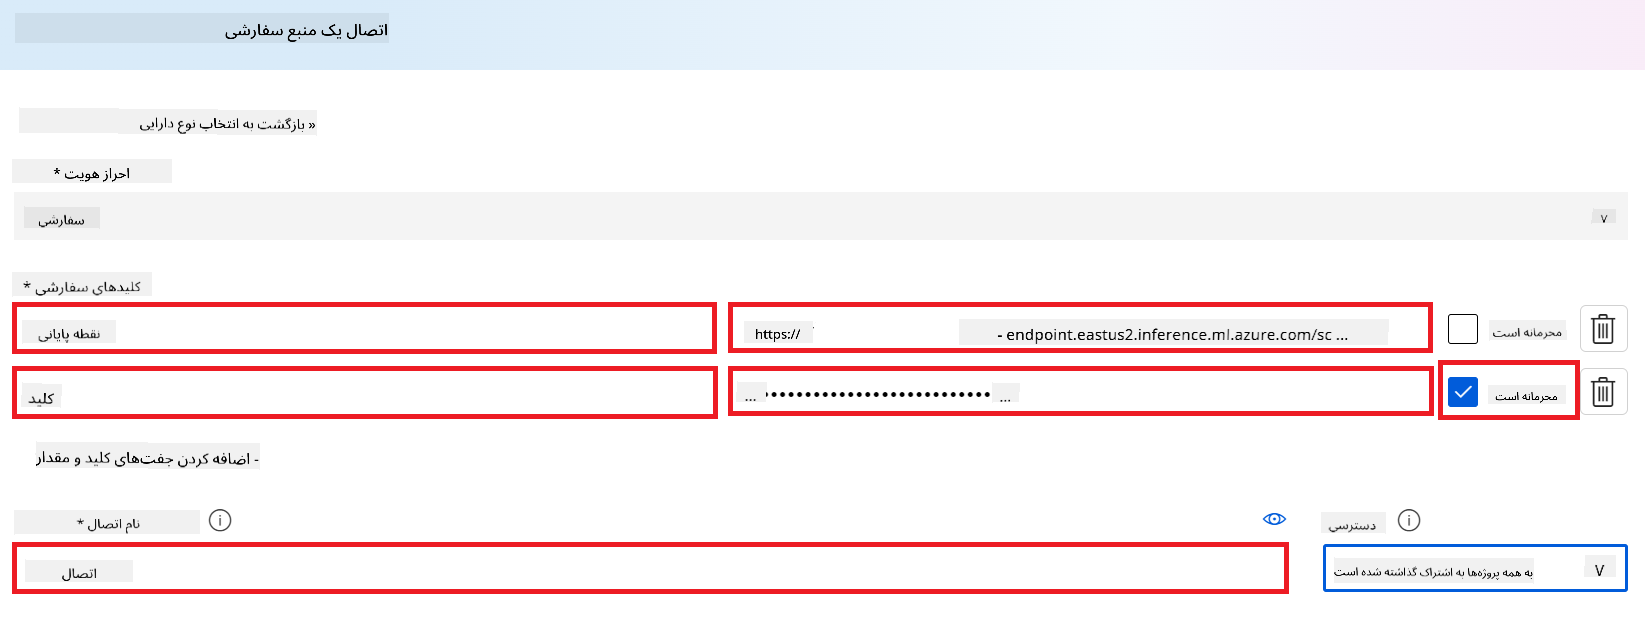 اتصال یک منبع سفارشی
» بازگشت به انتخاب نوع دارایی
احراز هویت *
سفارشی
v
کلیدهای سفارشی *
نقطه پایانی
https://
- endpoint.eastus2.inference.ml.azure.com/sc ...
محرمانه است
کلید
... •••••••••••••••••••••••••• ...
محرمانه است
- اضافه کردن جفت‌های کلید و مقدار
نام اتصال *
دسترسی
اتصال
به همه پروژه‌ها به اشتراک گذاشته شده است
V